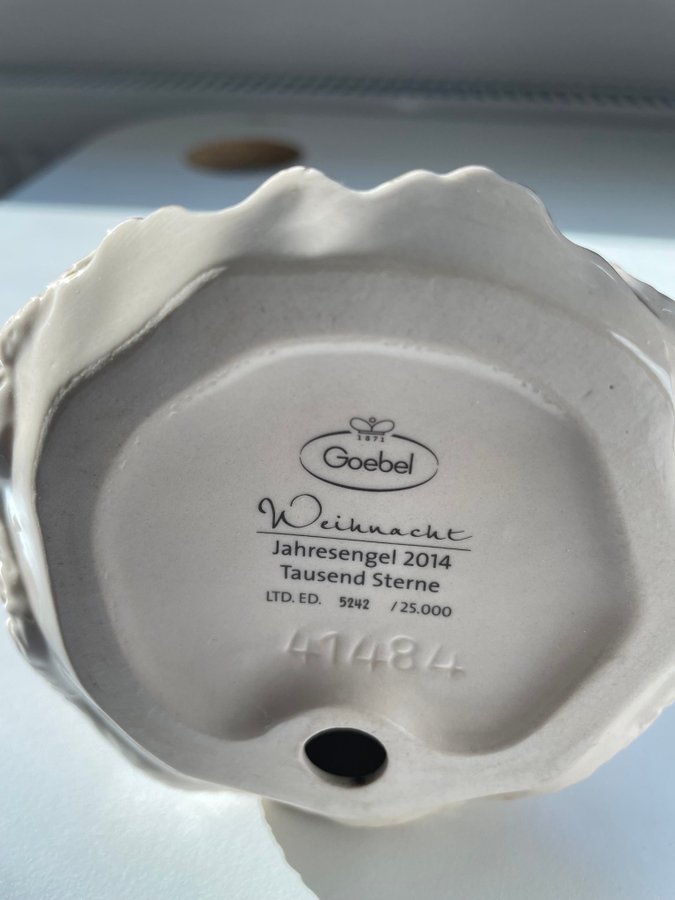 1871
Goebel
Weihnacht
Jahresengel 2014
Tausend Sterne
LTD. ED. 5242 /25.000
41484